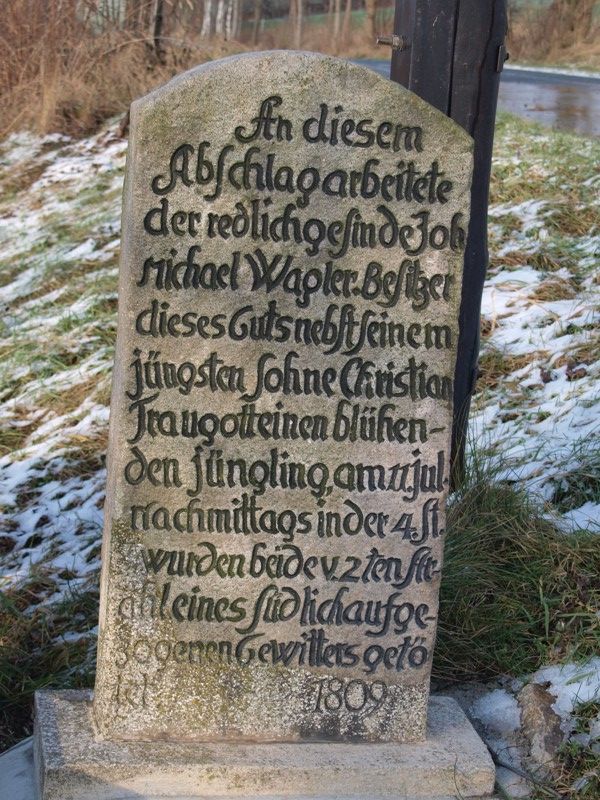 An diesem
Abſchlag arbeitete
der redlichgeſinde Joh
Michael Wagler. Beſitzer
dieses Guts nebſt ſeinem
jüngsten Sohne Christian
Traugott einen blühen-
den jüngling, am 11. Jul.
nachmittags in der 4. St.
wurden beide v. 2ten Str-
ahl eines ſüdlich aufge-
zogenen Gewitters getö
tet 1809